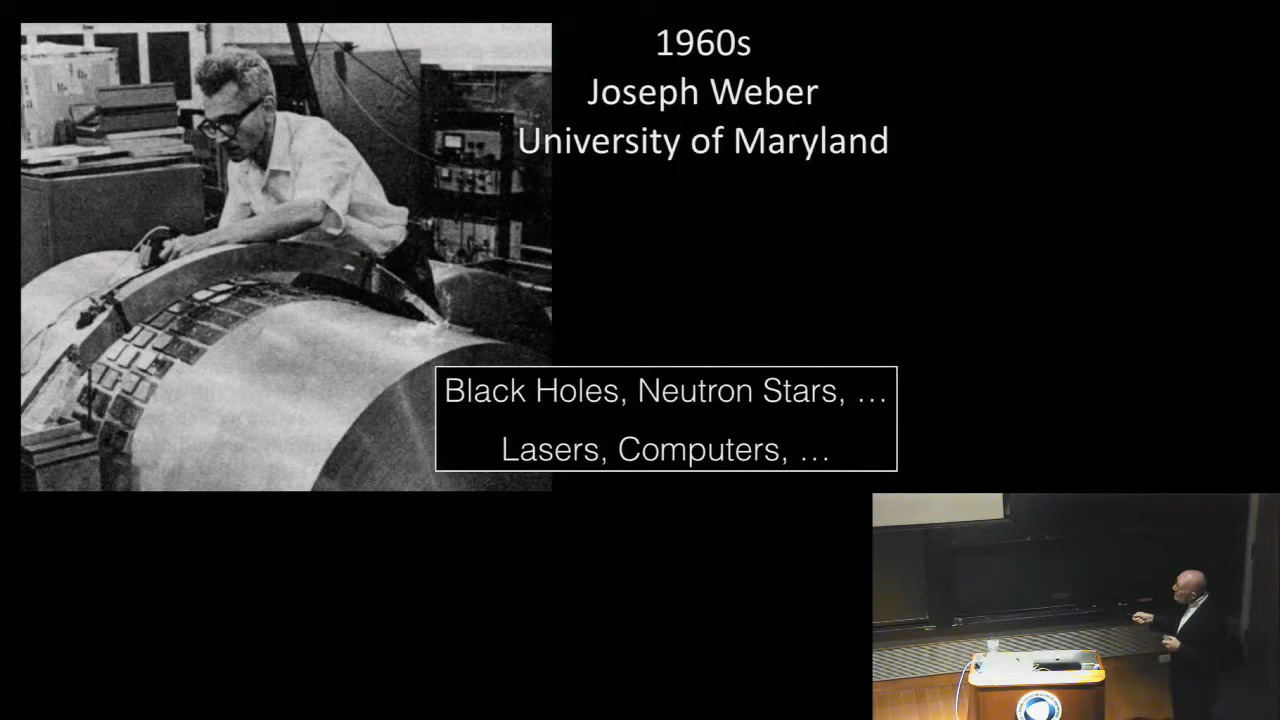 1960s
Joseph Weber
University of Maryland
Black Holes, Neutron Stars, …
Lasers, Computers, …